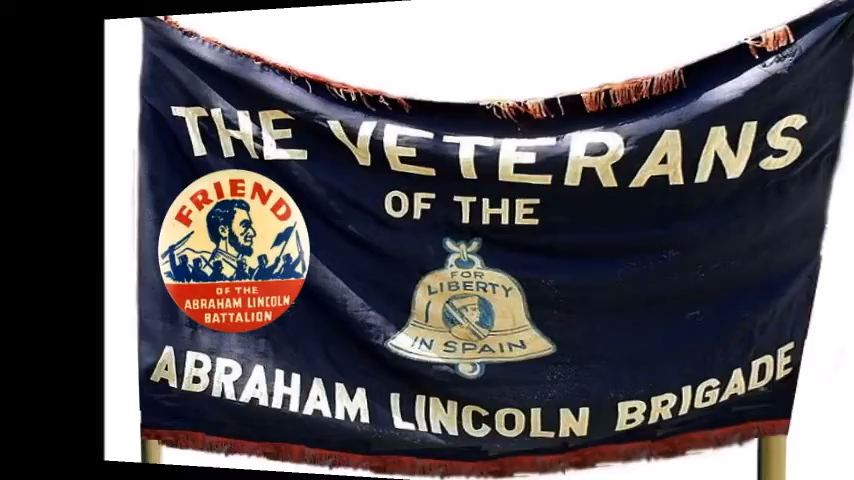 THE VETERANS
OF THE
FRIEND
OF THE
ABRAHAM LINCOLN
BATTALION
FOR
LIBERTY
IN SPAIN
ABRAHAM LINCOLN BRIGADE